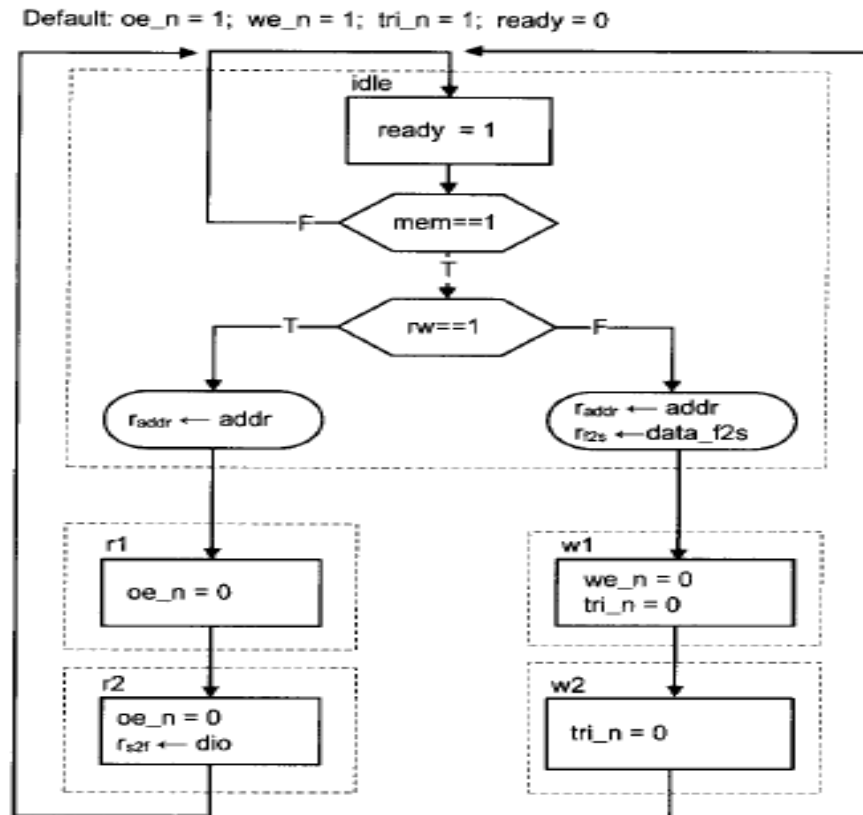 Default: oe_n = 1; we_n = 1; tri_n = 1; ready = 0
idle
ready = 1
F
mem==1
T
T
rw==1
F
raddr ← addr
raddr ← addr
rf2s ← data_f2s
r1
oe_n = 0
w1
we_n = 0
tri_n = 0
r2
oe_n = 0
rs2f ← dio
w2
tri_n = 0